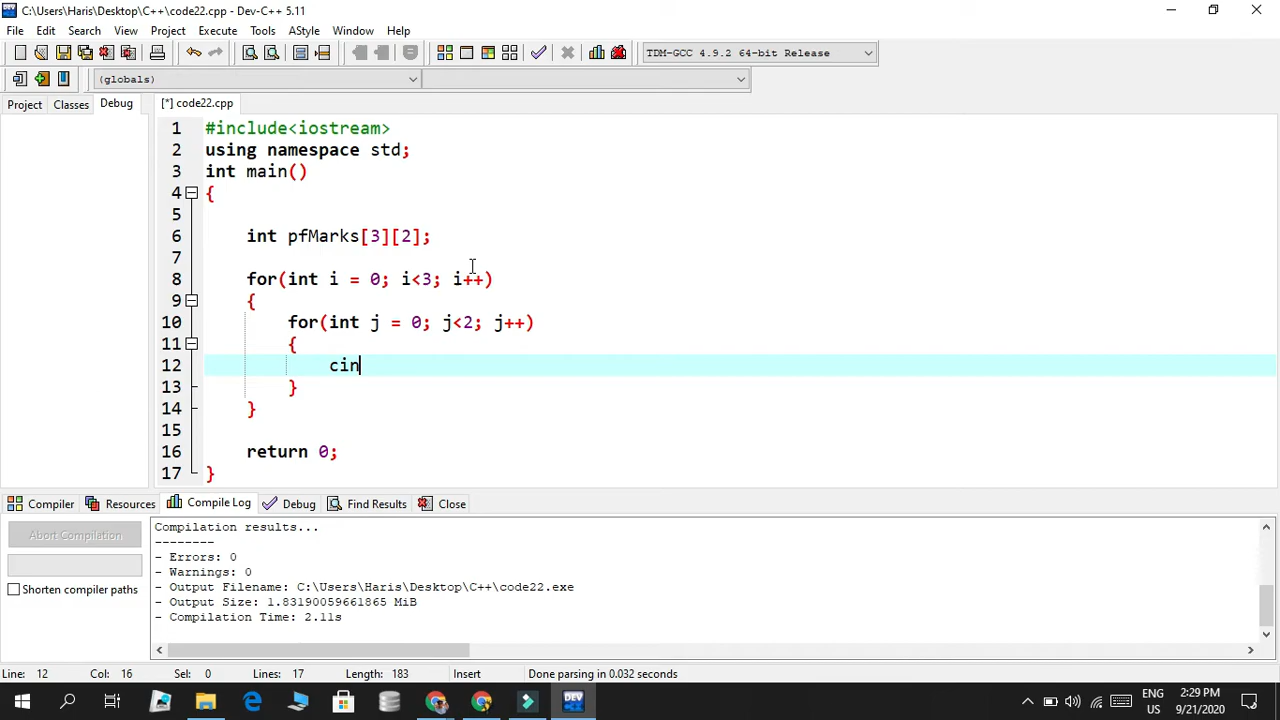 C:\Users\Haris\Desktop\C++\code22.cpp - Dev-C++ 5.11
File Edit Search View Project Execute Tools AStyle Window Help
TDM-GCC 4.9.2 64-bit Release
(globals)
Project Classes Debug [*] code22.cpp
1 #include<iostream>
2 using namespace std;
3 int main()
4 {
5
6 int pfMarks[3][2];
7
8 for(int i = 0; i<3; i++)
9 {
10 for(int j = 0; j<2; j++)
11 {
12 cin
13 }
14 }
15
16 return 0;
17 }
Compiler Resources Compile Log Debug Find Results Close
Abort Compilation
Shorten compiler paths
Compilation results...
--------
- Errors: 0
- Warnings: 0
- Output Filename: C:\Users\Haris\Desktop\C++\code22.exe
- Output Size: 1.83190059661865 MiB
- Compilation Time: 2.11s
Line: 12 Col: 16 Sel: 0 Lines: 17 Length: 183 Insert Done parsing in 0.032 seconds
DEV
ENG
US
2:29 PM
9/21/2020